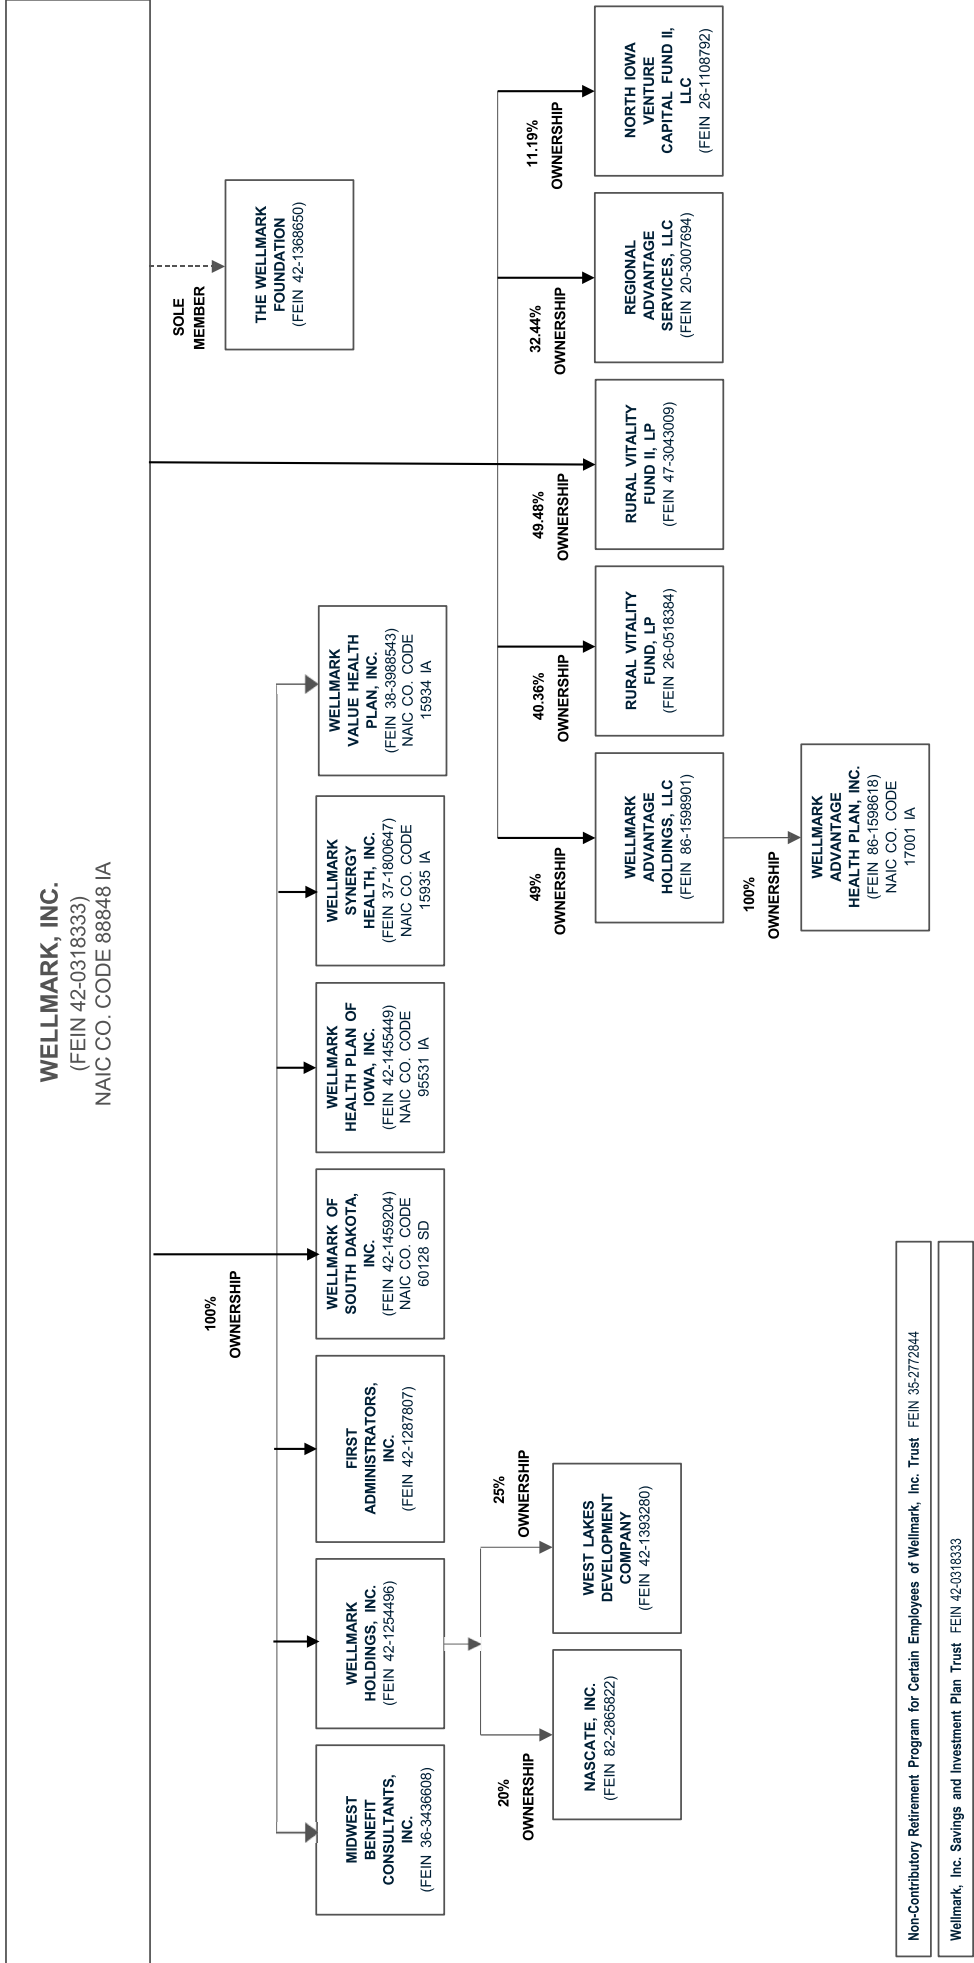 WELLMARK, INC.
(FEIN 42-0318333)
NAIC CO. CODE 88848 IA
SOLE
MEMBER
THE WELLMARK
FOUNDATION
(FEIN 42-1368650)
100%
OWNERSHIP
MIDWEST
BENEFIT
CONSULTANTS,
INC.
(FEIN 36-3436608)
WELLMARK
HOLDINGS, INC.
(FEIN 42-1254496)
FIRST
ADMINISTRATORS,
INC.
(FEIN 42-1287807)
WELLMARK OF
SOUTH DAKOTA,
INC.
(FEIN 42-1459204)
NAIC CO. CODE
60128 SD
WELLMARK
HEALTH PLAN OF
IOWA, INC.
(FEIN 42-1455449)
NAIC CO. CODE
95531 IA
WELLMARK
SYNERGY
HEALTH, INC.
(FEIN 37-1800647)
NAIC CO. CODE
15935 IA
WELLMARK
VALUE HEALTH
PLAN, INC.
(FEIN 38-3988543)
NAIC CO. CODE
15934 IA
20%
OWNERSHIP
25%
OWNERSHIP
NASCATE, INC.
(FEIN 82-2865822)
WEST LAKES
DEVELOPMENT
COMPANY
(FEIN 42-1393280)
49%
OWNERSHIP
40.36%
OWNERSHIP
49.48%
OWNERSHIP
32.44%
OWNERSHIP
11.19%
OWNERSHIP
WELLMARK
ADVANTAGE
HOLDINGS, LLC
(FEIN 86-1598901)
RURAL VITALITY
FUND, LP
(FEIN 26-0518384)
RURAL VITALITY
FUND II, LP
(FEIN 47-3043009)
REGIONAL
ADVANTAGE
SERVICES, LLC
(FEIN 20-3007694)
NORTH IOWA
VENTURE
CAPITAL FUND II,
LLC
(FEIN 26-1108792)
100%
OWNERSHIP
WELLMARK
ADVANTAGE
HEALTH PLAN, INC.
(FEIN 86-1598618)
NAIC CO. CODE
17001 IA
Non-Contributory Retirement Program for Certain Employees of Wellmark, Inc. Trust FEIN 35-2772844
Wellmark, Inc. Savings and Investment Plan Trust FEIN 42-0318333